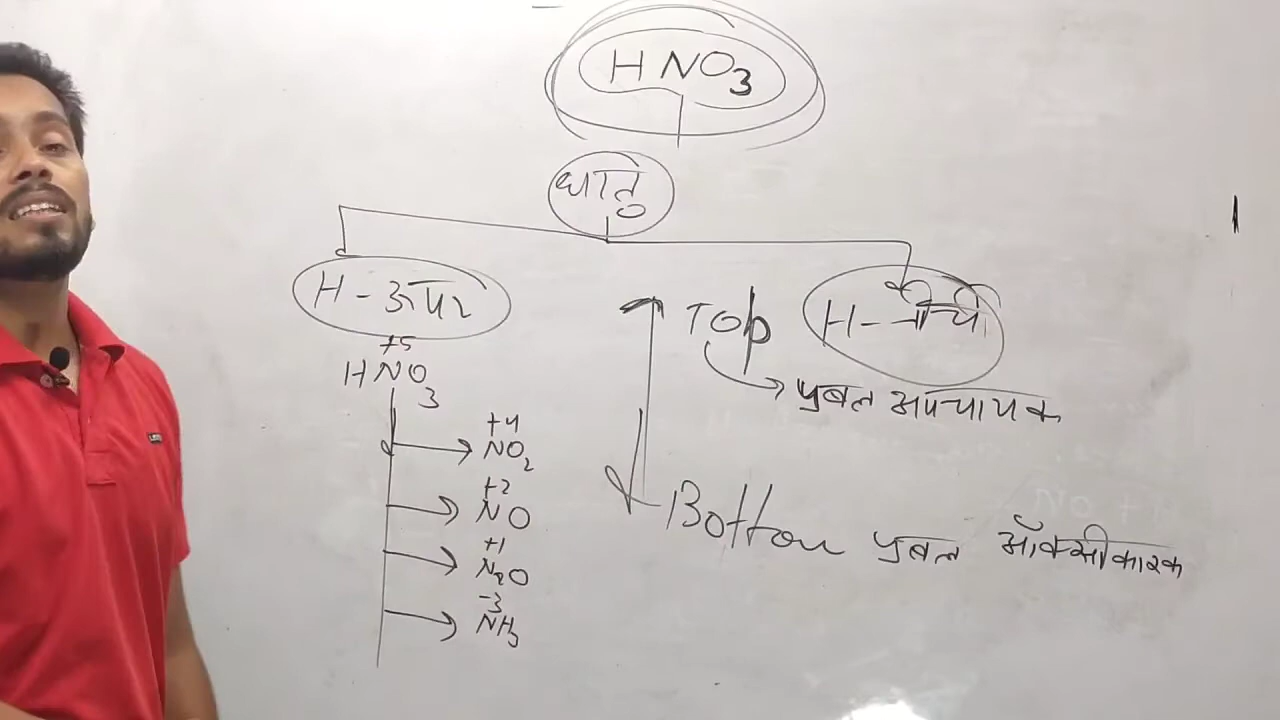 HNO3
धातु
H-ऊपर
TOp
H-नीचे
+5
HNO3
प्रबल अपचायक
+4
NO2
+2
NO
Bottom प्रबल ऑक्सीकारक
+1
N2O
-3
NH3